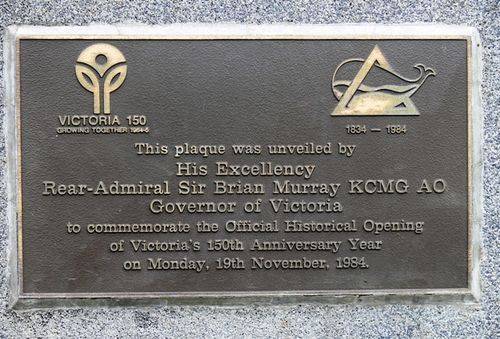 VICTORIA 150
GROWING TOGETHER 1984-5
1834 — 1984
This plaque was unveiled by
His Excellency
Rear-Admiral Sir Brian Murray KCMG AO
Governor of Victoria
to commemorate the Official Historical Opening
of Victoria's 150th Anniversary Year
on Monday, 19th November, 1984.